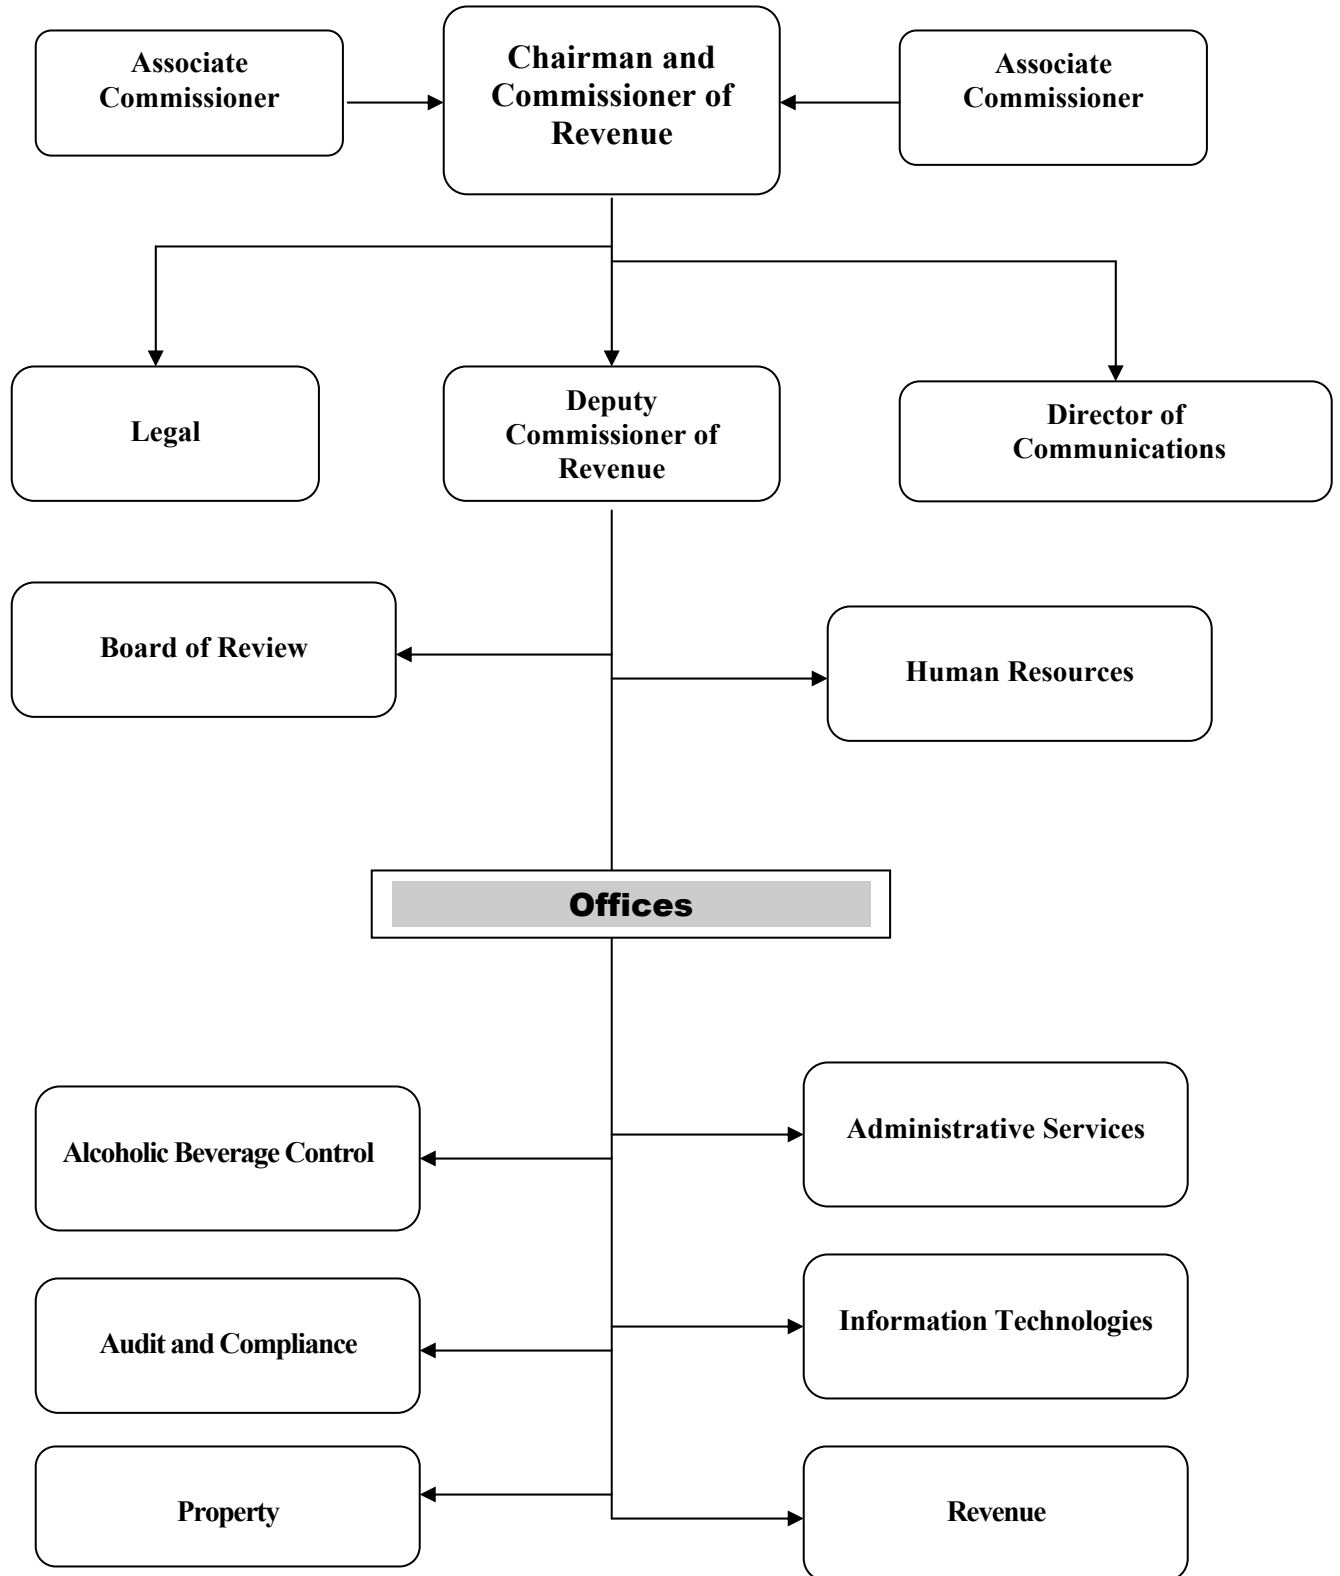 Associate
Commissioner
Chairman and
Commissioner of
Revenue
Associate
Commissioner
Legal
Deputy
Commissioner of
Revenue
Director of
Communications
Board of Review
Human Resources
Offices
Alcoholic Beverage Control
Administrative Services
Audit and Compliance
Information Technologies
Property
Revenue